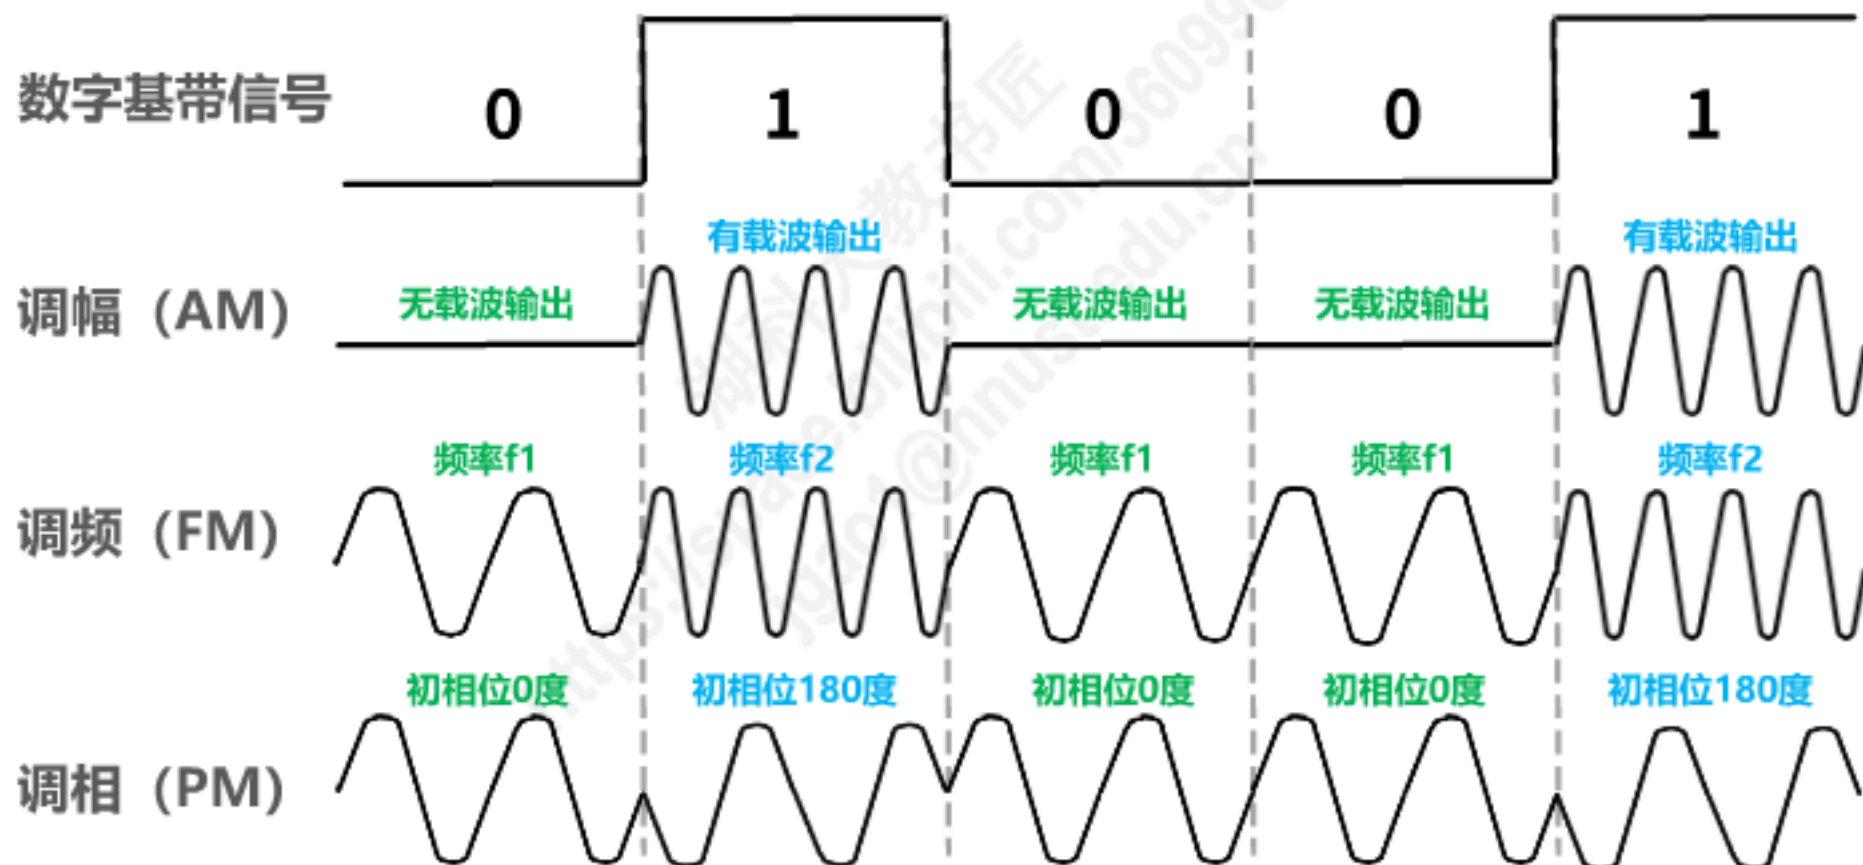 数字基带信号 0 1 0 0 1
有载波输出 有载波输出
调幅（AM） 无载波输出 无载波输出 无载波输出
频率f1 频率f2 频率f1 频率f1 频率f2
调频（FM）
初相位0度 初相位180度 初相位0度 初相位0度 初相位180度
调相（PM）